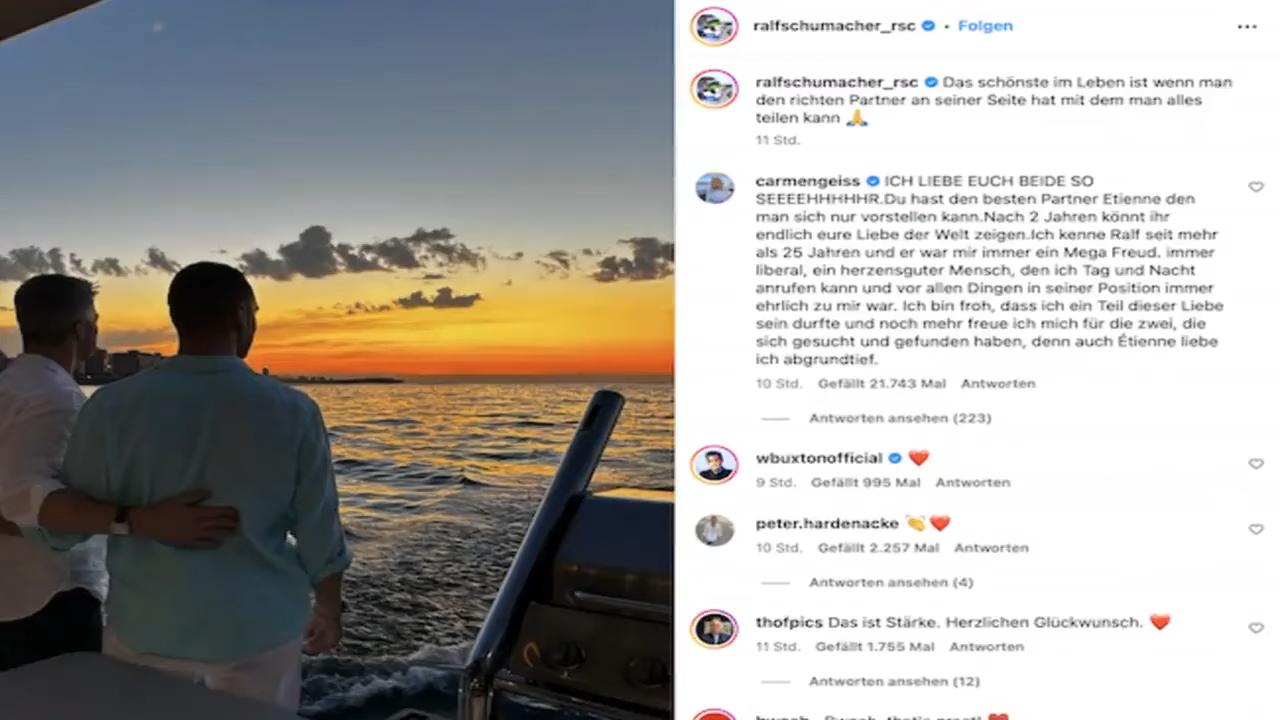 ralfschumacher_rsc • Folgen
ralfschumacher_rsc Das schönste im Leben ist wenn man
den richten Partner an seiner Seite hat mit dem man alles
teilen kann 🙏
11 Std.
carmengeiss ICH LIEBE EUCH BEIDE SO
SEEEEHHHHHR.Du hast den besten Partner Etienne den
man sich nur vorstellen kann.Nach 2 Jahren könnt ihr
endlich eure Liebe der Welt zeigen.Ich kenne Ralf seit mehr
als 25 Jahren und er war mir immer ein Mega Freud. immer
liberal, ein herzensguter Mensch, den ich Tag und Nacht
anrufen kann und vor allen Dingen in seiner Position immer
ehrlich zu mir war. Ich bin froh, dass ich ein Teil dieser Liebe
sein durfte und noch mehr freue ich mich für die zwei, die
sich gesucht und gefunden haben, denn auch Étienne liebe
ich abgrundtief.
10 Std. Gefällt 21.743 Mal Antworten
Antworten ansehen (223)
wbuxtonofficial ❤️
9 Std. Gefällt 995 Mal Antworten
peter.hardenacke 👏❤️
10 Std. Gefällt 2.257 Mal Antworten
Antworten ansehen (4)
thofpics Das ist Stärke. Herzlichen Glückwunsch. ❤️
11 Std. Gefällt 1.755 Mal Antworten
Antworten ansehen (12)